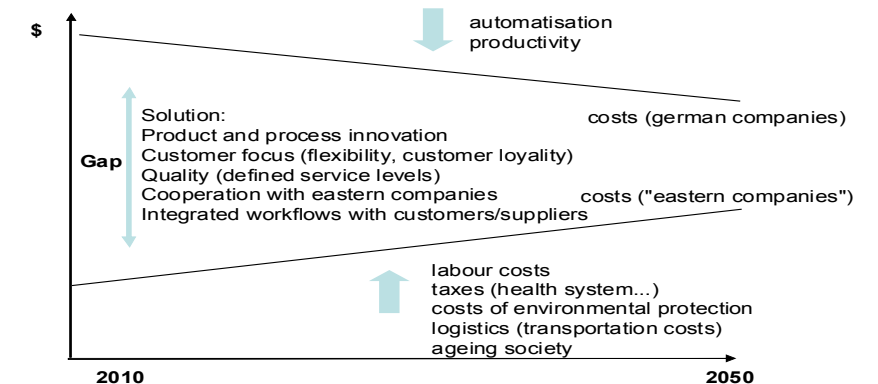 $
automatisation
productivity
Solution:
costs (german companies)
Product and process innovation
Gap
Customer focus (flexibility, customer loyality)
Quality (defined service levels)
Cooperation with eastern companies
costs ("eastern companies")
Integrated workflows with customers/suppliers
labour costs
taxes (health system...)
costs of environmental protection
logistics (transportation costs)
ageing society
2010
2050